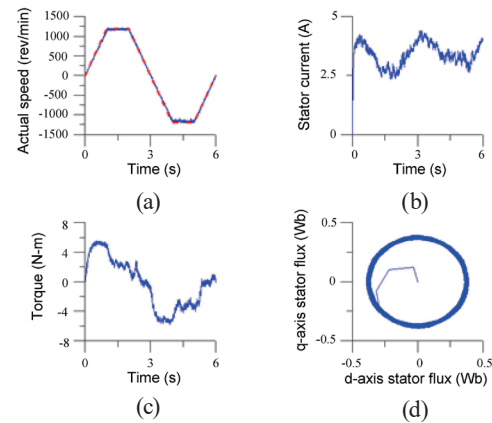 1500
1000
500
0
-500
-1000
-1500
Actual speed (rev/min)
0 3 6
Time (s)
(a)
5
2.5
0
Stator current (A)
0 3 6
Time (s)
(b)
8
4
0
-4
-8
Torque (N-m)
0 3 6
Time (s)
(c)
0.5
0
-0.5
q-axis stator flux (Wb)
-0.5 0 0.5
d-axis stator flux (Wb)
(d)